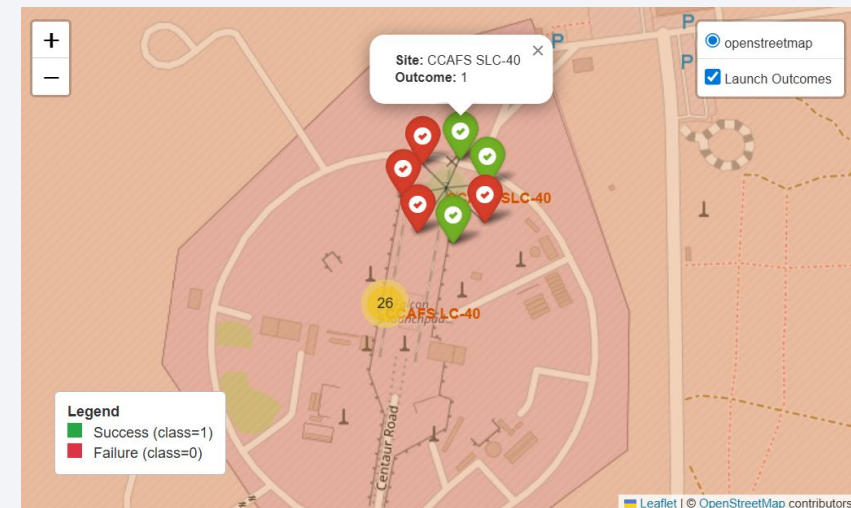 +
−
Site: CCAFS SLC-40
Outcome: 1
×
P
P
P
openstreetmap
Launch Outcomes
SLC-40
26
CCAFS LC-40
Centaur Road
Legend
Success (class=1)
Failure (class=0)
Leaflet | © OpenStreetMap contributors